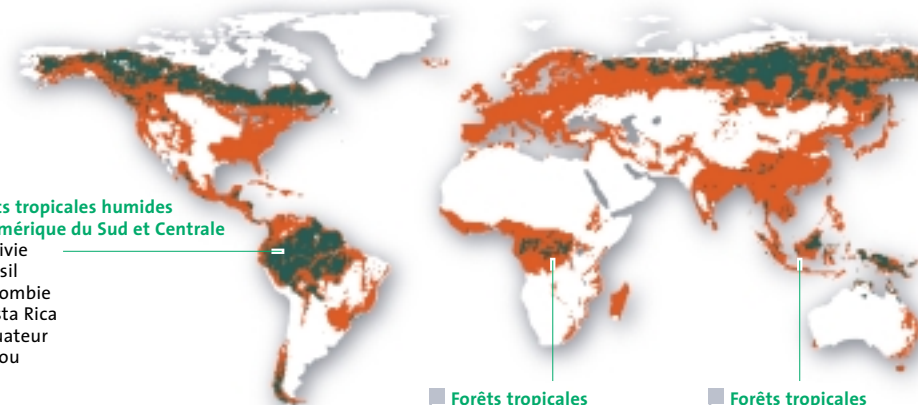 ts tropicales humides
mérique du Sud et Centrale
ivie
sil
ombie
sta Rica
uateur
ou
Forêts tropicales
Forêts tropicales